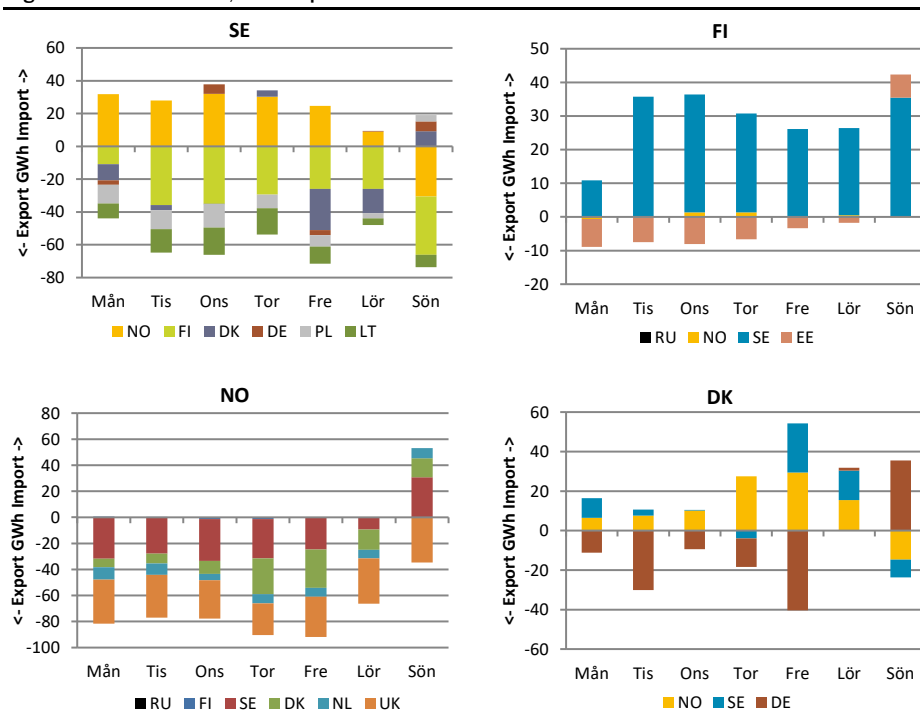 SE
<- Export GWh Import ->
60
40
20
0
-20
-40
-60
-80
Mån Tis Ons Tor Fre Lör Sön
NO FI DK DE PL LT
FI
<- Export GWh Import ->
50
40
30
20
10
0
-10
-20
Mån Tis Ons Tor Fre Lör Sön
RU NO SE EE
NO
<- Export GWh Import ->
80
60
40
20
0
-20
-40
-60
-80
-100
Mån Tis Ons Tor Fre Lör Sön
RU FI SE DK NL UK
DK
<- Export GWh Import ->
60
40
20
0
-20
-40
-60
Mån Tis Ons Tor Fre Lör Sön
NO SE DE